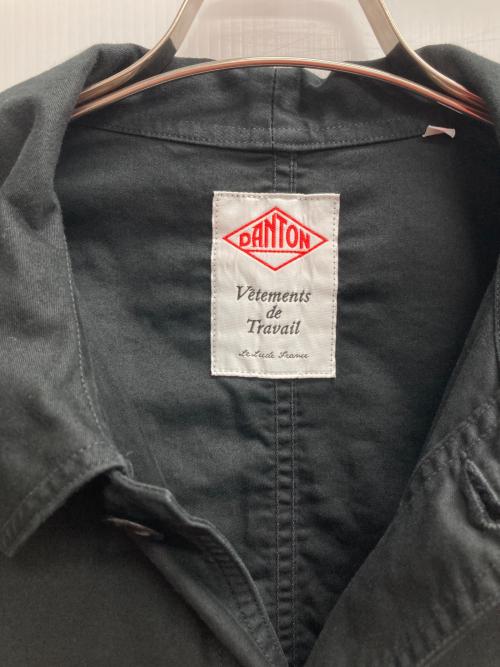 DANTON
Vêtements
de
Travail
Le Lude France